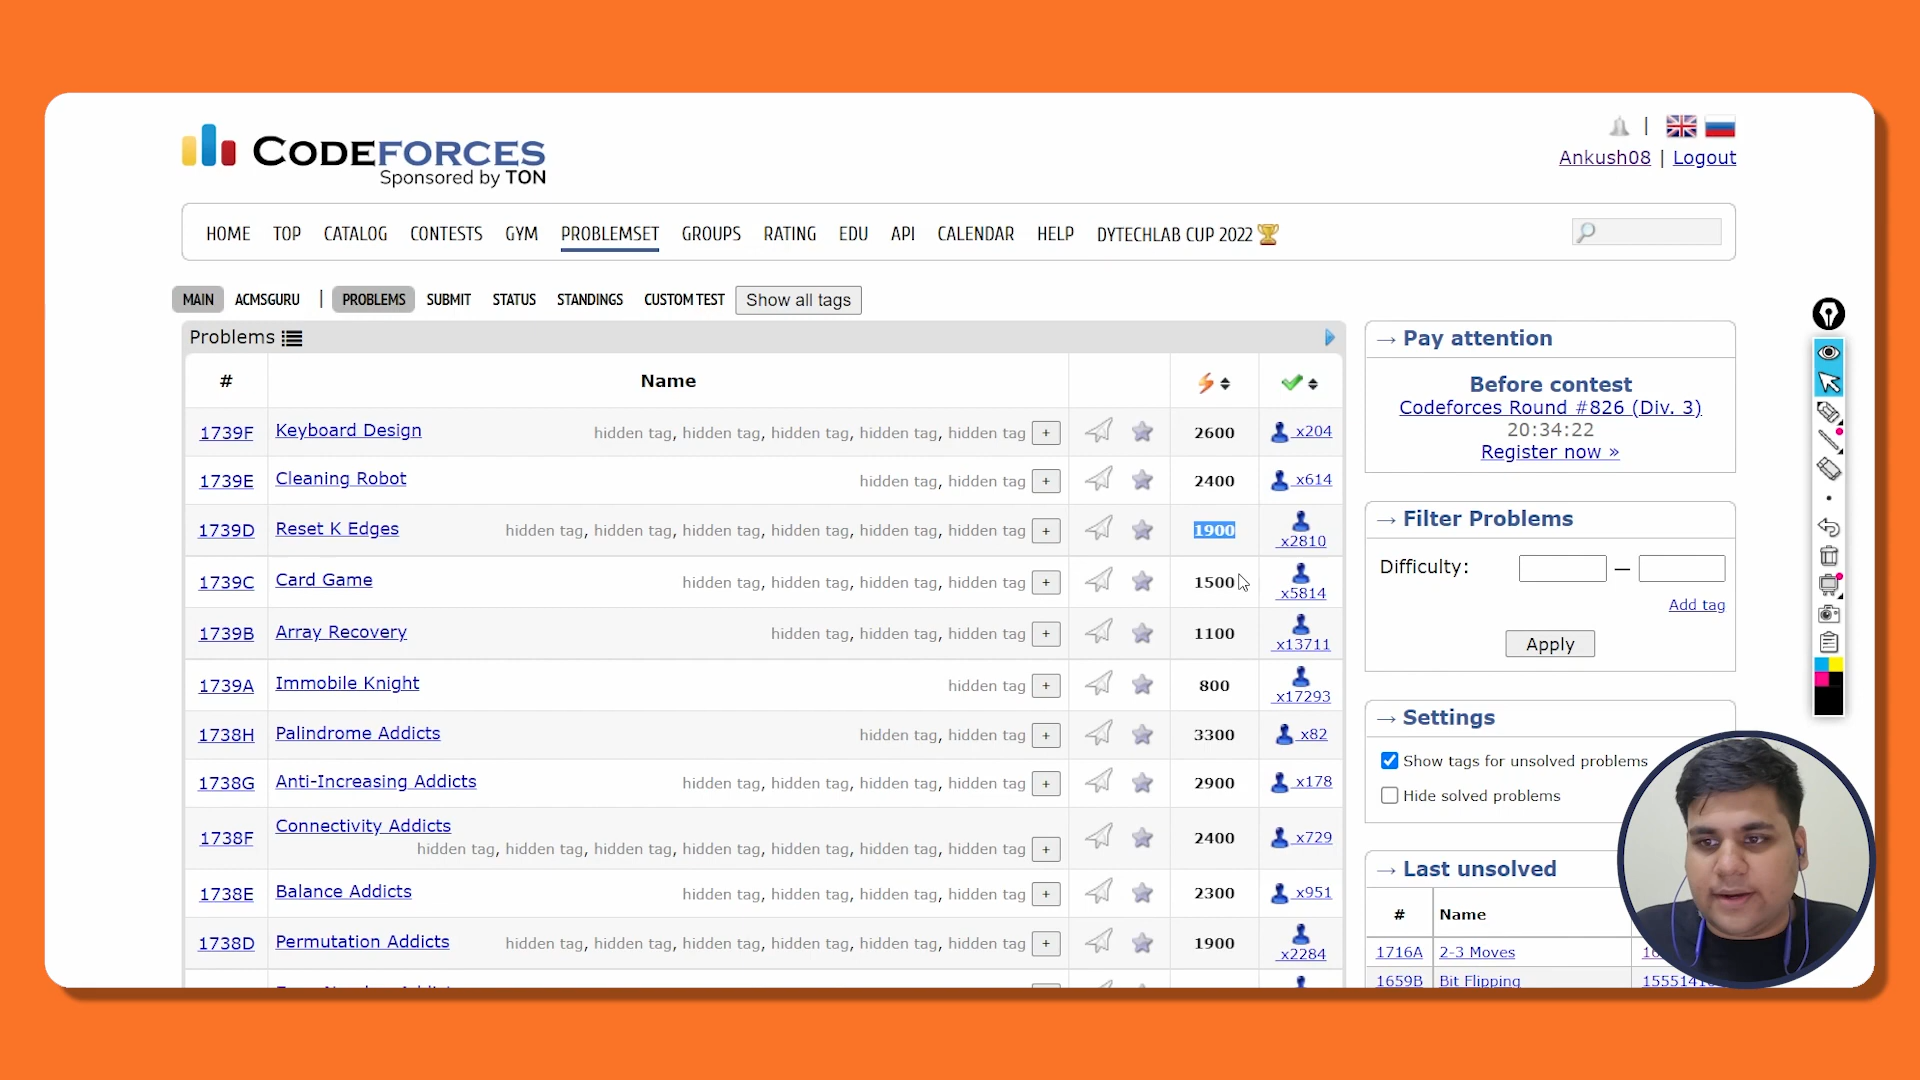 CODEFORCES
Sponsored by TON
Ankush08 | Logout
HOME TOP CATALOG CONTESTS GYM PROBLEMSET GROUPS RATING EDU API CALENDAR HELP DYTECHLAB CUP 2022
MAIN ACMSGURU | PROBLEMS SUBMIT STATUS STANDINGS CUSTOM TEST Show all tags
Problems
# Name
1739F Keyboard Design hidden tag, hidden tag, hidden tag, hidden tag, hidden tag + 2600 x204
1739E Cleaning Robot hidden tag, hidden tag + 2400 x614
1739D Reset K Edges hidden tag, hidden tag, hidden tag, hidden tag, hidden tag, hidden tag + 1900 x2810
1739C Card Game hidden tag, hidden tag, hidden tag, hidden tag + 1500 x5814
1739B Array Recovery hidden tag, hidden tag, hidden tag + 1100 x13711
1739A Immobile Knight hidden tag + 800 x17293
1738H Palindrome Addicts hidden tag, hidden tag + 3300 x82
1738G Anti-Increasing Addicts hidden tag, hidden tag, hidden tag, hidden tag + 2900 x178
1738F Connectivity Addicts
hidden tag, hidden tag, hidden tag, hidden tag, hidden tag, hidden tag, hidden tag + 2400 x729
1738E Balance Addicts hidden tag, hidden tag, hidden tag, hidden tag + 2300 x951
1738D Permutation Addicts hidden tag, hidden tag, hidden tag, hidden tag, hidden tag, hidden tag + 1900 x2284
→ Pay attention
Before contest
Codeforces Round #826 (Div. 3)
20:34:22
Register now »
→ Filter Problems
Difficulty: —
Add tag
Apply
→ Settings
Show tags for unsolved problems
Hide solved problems
→ Last unsolved
# Name
1716A 2-3 Moves
1659B Bit Flipping